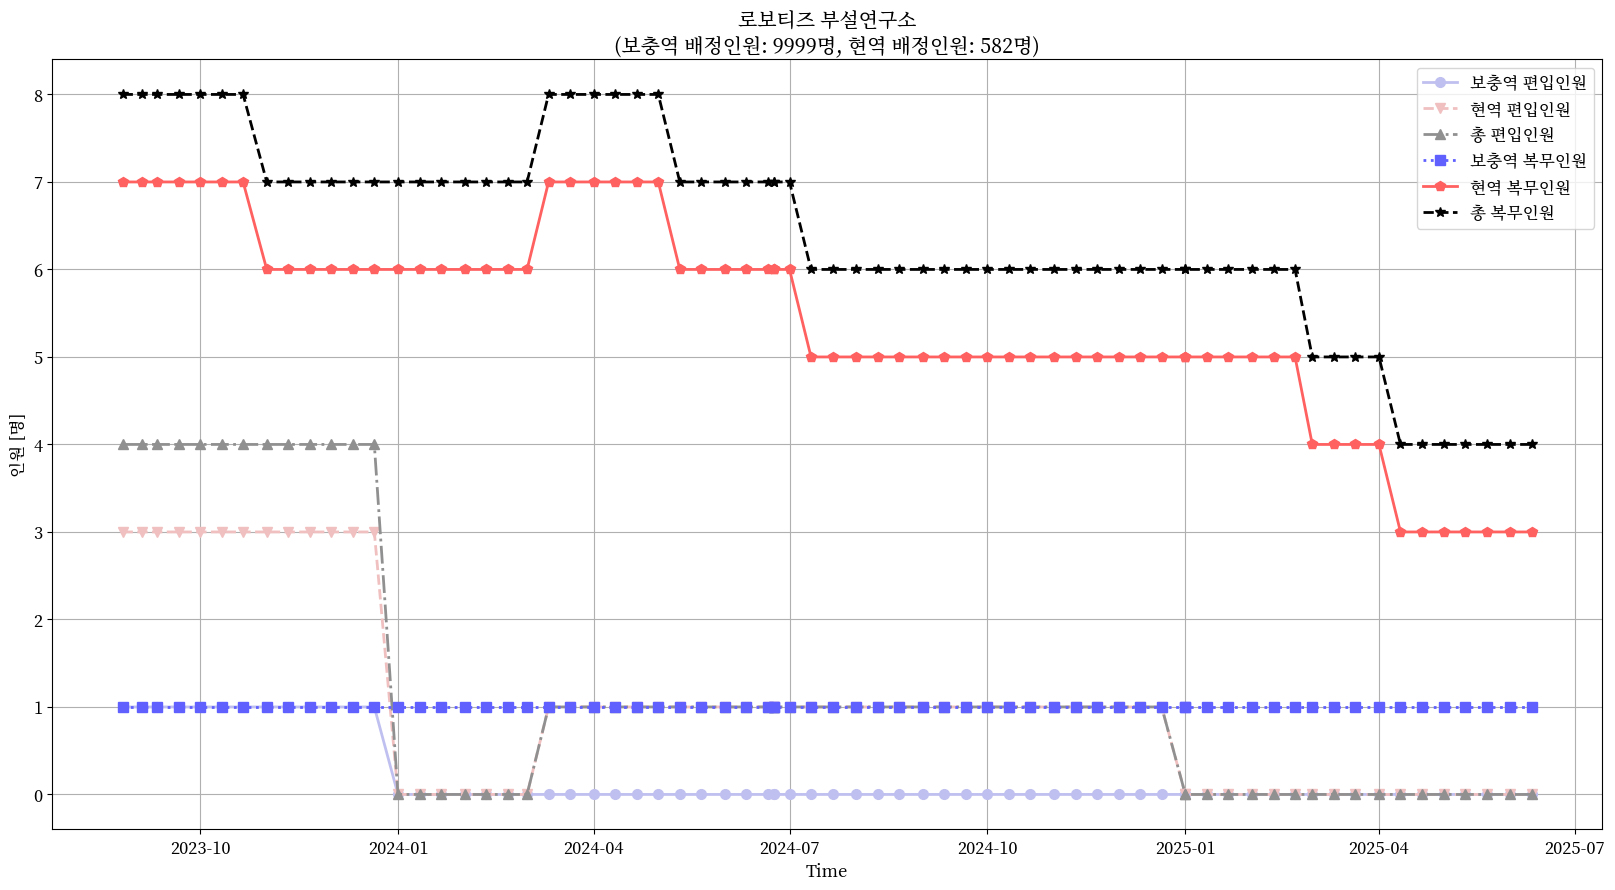 로보티즈 부설연구소
(보충역 배정인원: 9999명, 현역 배정인원: 582명)
보충역 편입인원
현역 편입인원
총 편입인원
보충역 복무인원
현역 복무인원
총 복무인원
인원 [명]
8
7
6
5
4
3
2
1
0
2023-10
2024-01
2024-04
2024-07
2024-10
2025-01
2025-04
2025-07
Time